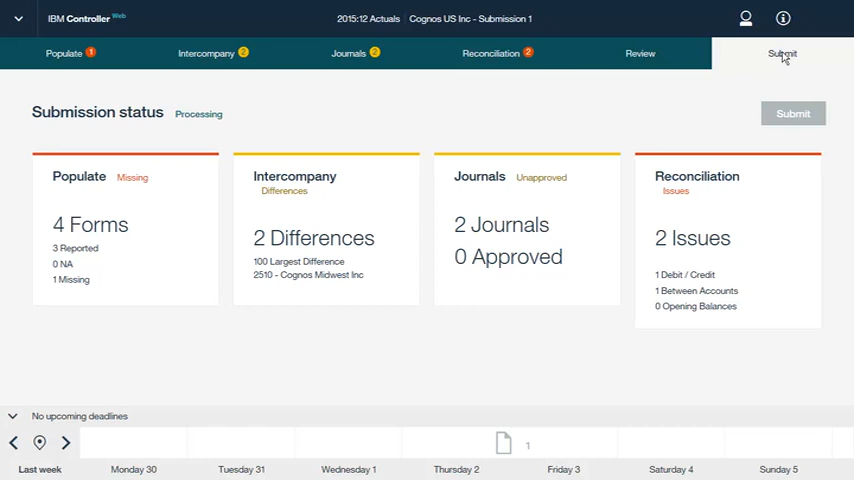 IBM Controller Web
2015:12 Actuals | Cognos US Inc - Submission 1
Populate 1
Intercompany 2
Journals 2
Reconciliation 2
Review
Submit
Submission status Processing
Submit
Populate Missing
4 Forms
3 Reported
0 NA
1 Missing
Intercompany
Differences
2 Differences
100 Largest Difference
2510 - Cognos Midwest Inc
Journals Unapproved
2 Journals
0 Approved
Reconciliation
Issues
2 Issues
1 Debit / Credit
1 Between Accounts
0 Opening Balances
No upcoming deadlines
1
Last week
Monday 30
Tuesday 31
Wednesday 1
Thursday 2
Friday 3
Saturday 4
Sunday 5